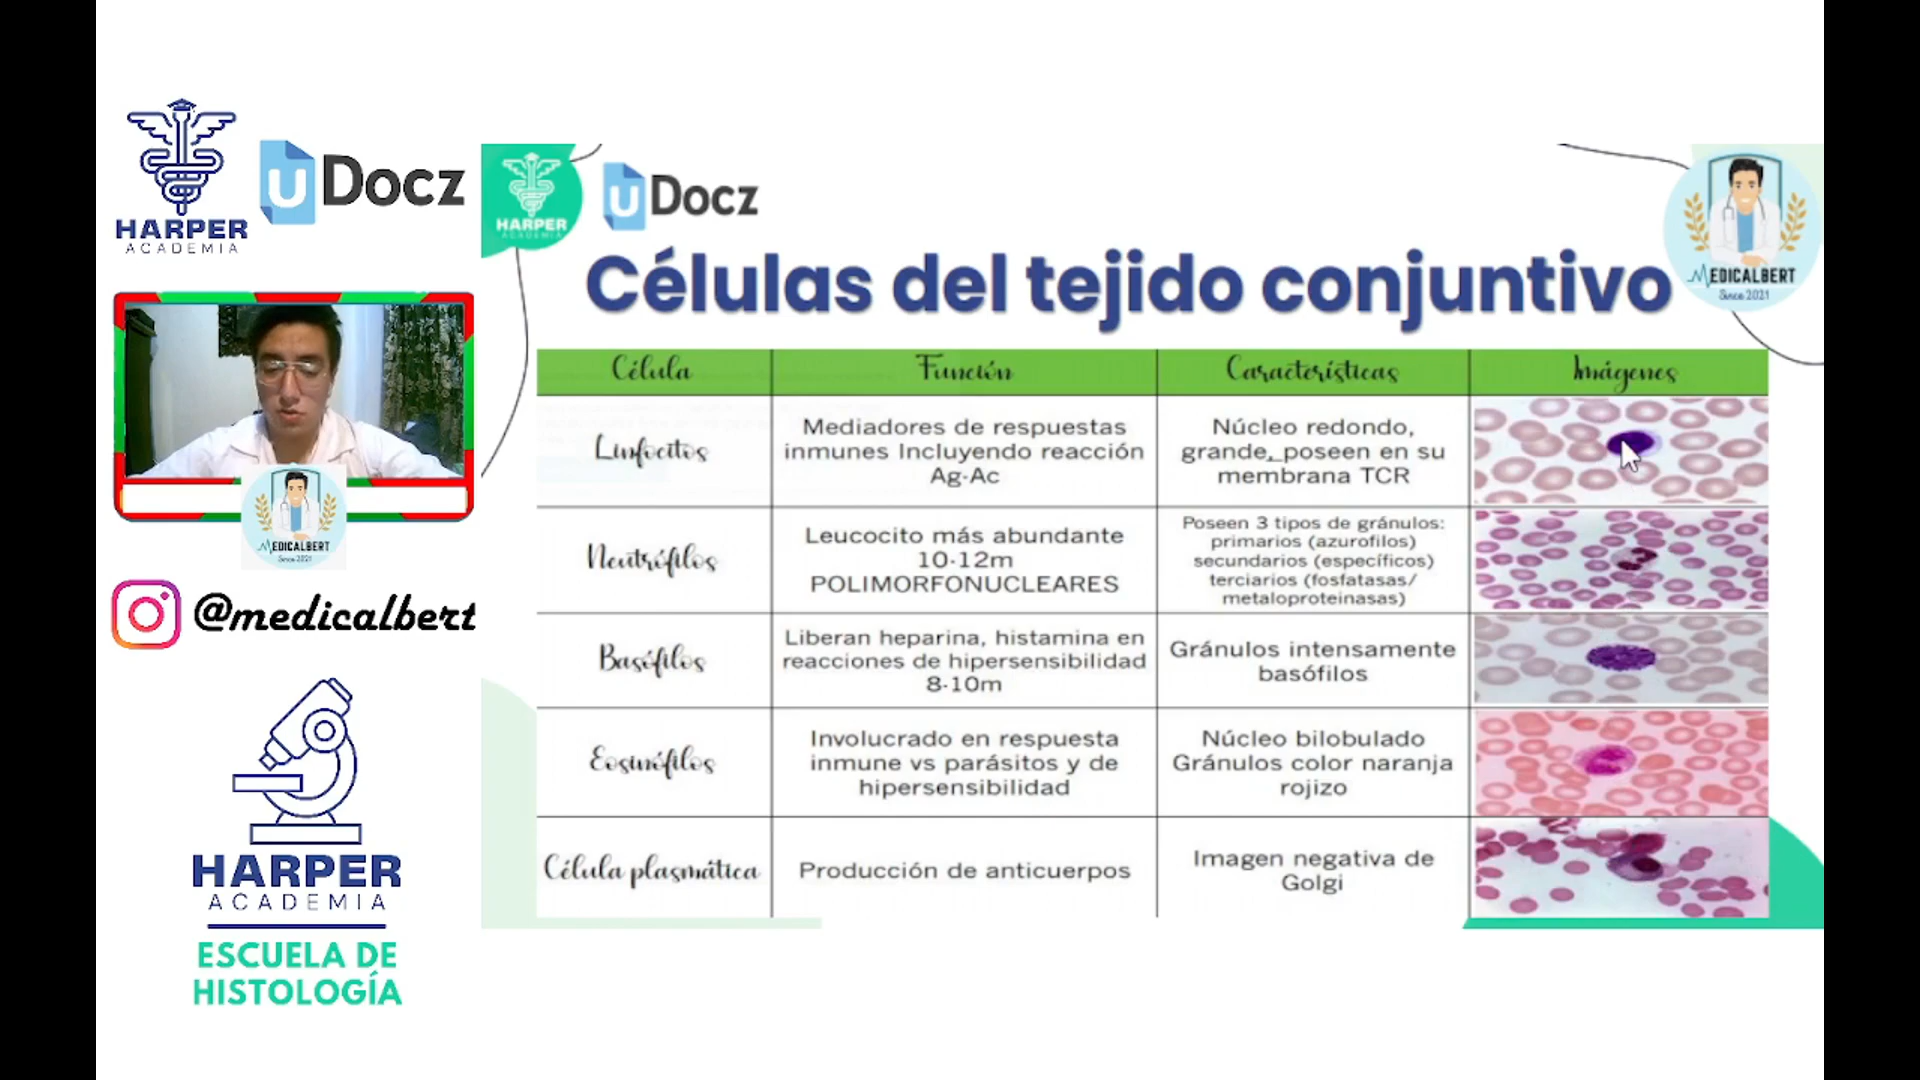 HARPER
ACADEMIA
U Docz
MEDICALBERT
Since 2021
@medicalbert
HARPER
ACADEMIA
ESCUELA DE
HISTOLOGÍA
HARPER
ACADEMIA
U Docz
MEDICALBERT
Since 2021
Células del tejido conjuntivo
Célula
Función
Características
Imágenes
Linfocitos
Mediadores de respuestas
inmunes Incluyendo reacción
Ag-Ac
Núcleo redondo,
grande, poseen en su
membrana TCR
Neutrófilos
Leucocito más abundante
10-12m
POLIMORFONUCLEARES
Poseen 3 tipos de gránulos:
primarios (azurofilos)
secundarios (específicos)
terciarios (fosfatasas/
metaloproteinasas)
Basófilos
Liberan heparina, histamina en
reacciones de hipersensibilidad
8-10m
Gránulos intensamente
basófilos
Eosinófilos
Involucrado en respuesta
inmune vs parásitos y de
hipersensibilidad
Núcleo bilobulado
Gránulos color naranja
rojizo
Célula plasmática
Producción de anticuerpos
Imagen negativa de
Golgi